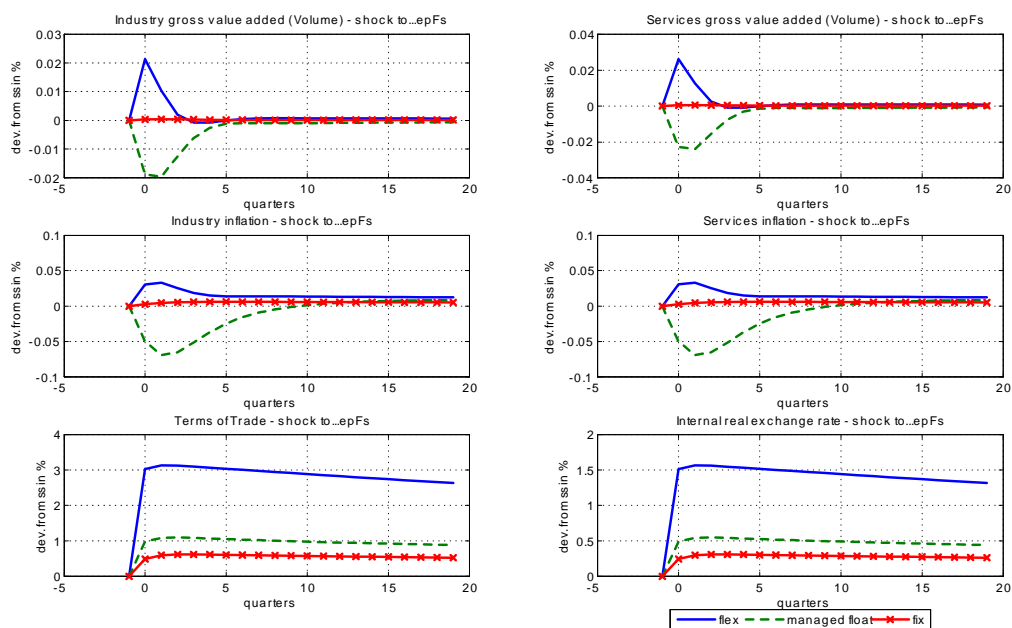 Industry gross value added (Volume) - shock to...epFs
Services gross value added (Volume) - shock to...epFs
dev.from ss in %
0.03
0.02
0.01
0
-0.01
-0.02
-5 0 5 10 15 20
quarters
dev.from ss in %
0.04
0.02
0
-0.02
-0.04
-5 0 5 10 15 20
quarters
Industry inflation - shock to...epFs
Services inflation - shock to...epFs
dev.from ss in %
0.1
0.05
0
-0.05
-0.1
-5 0 5 10 15 20
quarters
dev.from ss in %
0.1
0.05
0
-0.05
-0.1
-5 0 5 10 15 20
quarters
Terms of Trade - shock to...epFs
Internal real exchange rate - shock to...epFs
dev.from ss in %
4
3
2
1
0
-5 0 5 10 15 20
quarters
dev.from ss in %
2
1.5
1
0.5
0
-5 0 5 10 15 20
quarters
flex managed float fix